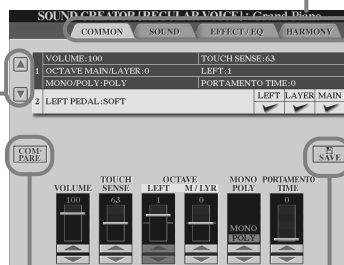 SOUND CREATOR [REGULAR VOICE] : Grand Piano
COMMON SOUND EFFECT / EQ HARMONY
VOLUME:100 TOUCH SENSE:63
1 OCTAVE MAIN/LAYER:0 LEFT:1
MONO/POLY:POLY PORTAMENTO TIME:0
2 LEFT PEDAL:SOFT LEFT LAYER MAIN
COM-
PARE
SAVE
VOLUME TOUCH SENSE OCTAVE LEFT M/LYR MONO POLY PORTAMENTO TIME
100 63 1 0 0
MONO
POLY